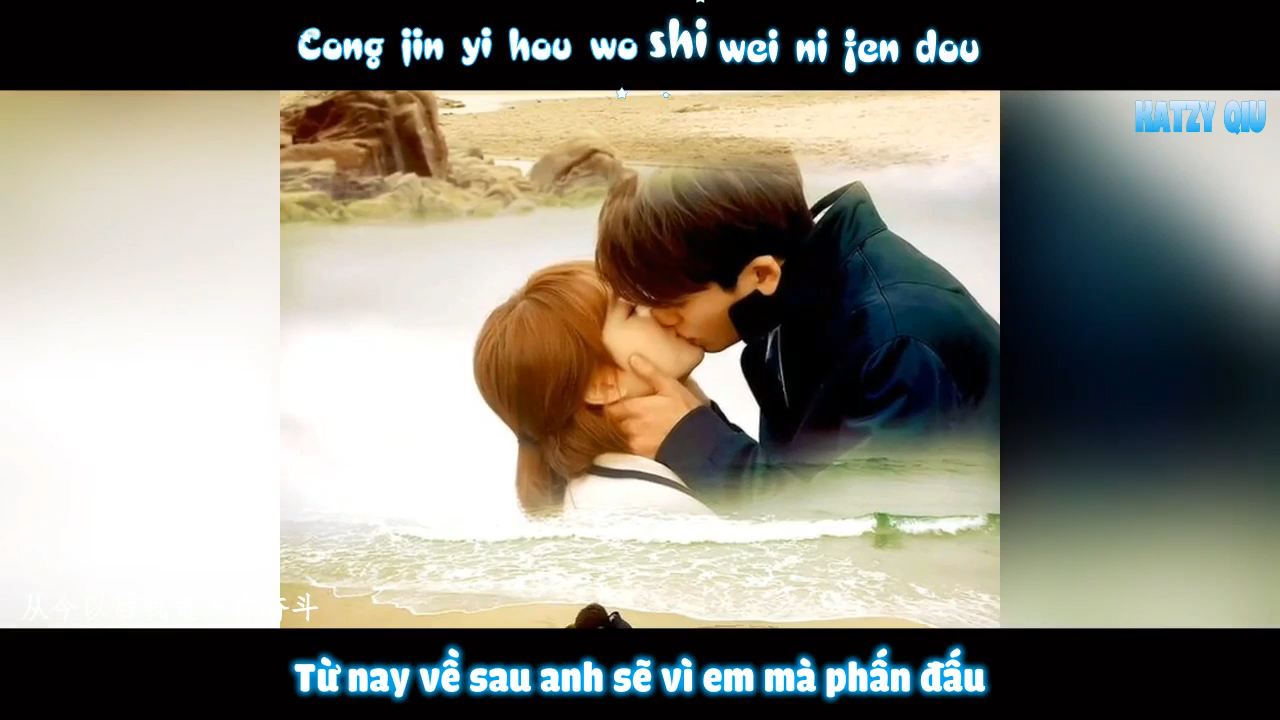 Cong jin yi hou wo shi wei ni fen dou
KATZY QIU
从今以后
斗
Từ nay về sau anh sẽ vì em mà phấn đấu